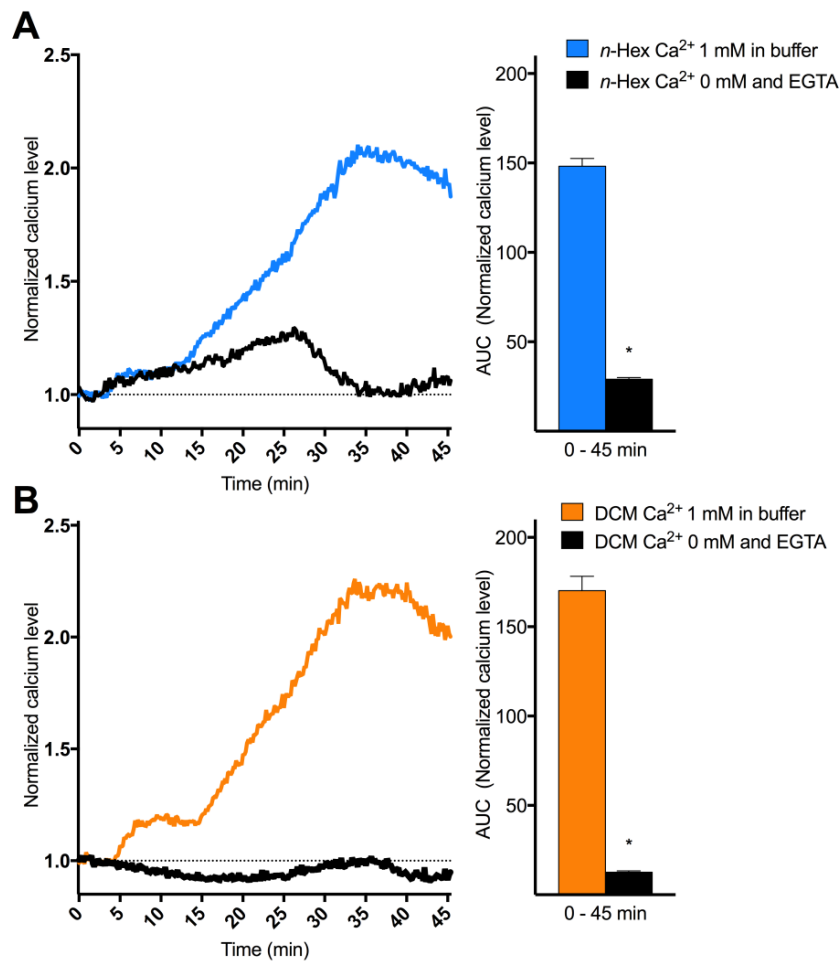 A
Normalized calcium level
2.5
2.0
1.5
1.0
0
5
10
15
20
25
30
35
40
45
Time (min)
n-Hex Ca²⁺ 1 mM in buffer
n-Hex Ca²⁺ 0 mM and EGTA
AUC (Normalized calcium level)
200
150
100
50
*
0 - 45 min
B
Normalized calcium level
2.5
2.0
1.5
1.0
0
5
10
15
20
25
30
35
40
45
Time (min)
DCM Ca²⁺ 1 mM in buffer
DCM Ca²⁺ 0 mM and EGTA
AUC (Normalized calcium level)
200
150
100
50
*
0 - 45 min